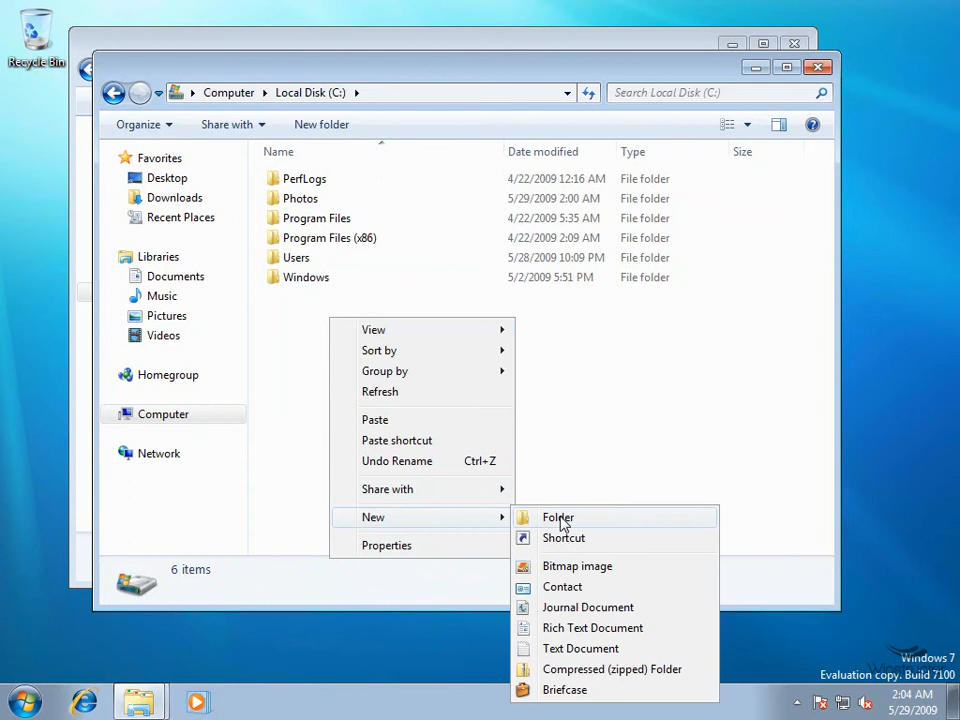 Recycle Bin
Computer
Local Disk (C:)
Search Local Disk (C:)
Organize
Share with
New folder
Name
Date modified
Type
Size
Favorites
Desktop
Downloads
Recent Places
Libraries
Documents
Music
Pictures
Videos
Homegroup
Computer
Network
PerfLogs 4/22/2009 12:16 AM File folder
Photos 5/29/2009 2:00 AM File folder
Program Files 4/22/2009 5:35 AM File folder
Program Files (x86) 4/22/2009 2:09 AM File folder
Users 5/28/2009 10:09 PM File folder
Windows 5/2/2009 5:51 PM File folder
View
Sort by
Group by
Refresh
Paste
Paste shortcut
Undo Rename Ctrl+Z
Share with
New
Properties
Folder
Shortcut
Bitmap image
Contact
Journal Document
Rich Text Document
Text Document
Compressed (zipped) Folder
Briefcase
6 items
Windows 7
Evaluation copy. Build 7100
2:04 AM
5/29/2009